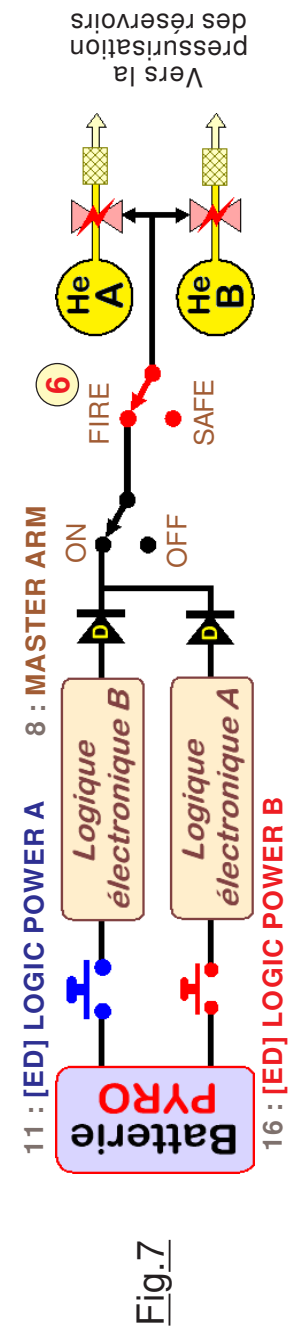 Fig.7
11 : [ED] LOGIC POWER A
8 : MASTER ARM
Batterie
PYRO
Logique
électronique B
D
ON
OFF
6
FIRE
SAFE
He
A
Vers la
pressurisation
des réservoirs
Logique
électronique A
D
He
B
16 : [ED] LOGIC POWER B